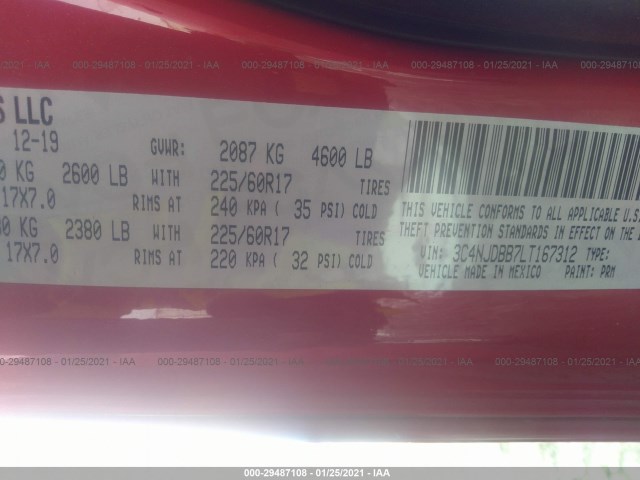 000-29487108 - 01/25/2021 - IAA
S LLC
12-19 GVWR: 2087 KG 4600 LB
0 KG 2600 LB WITH 225/60R17 TIRES
17X7.0 RIMS AT 240 KPA ( 35 PSI) COLD
80 KG 2380 LB WITH 225/60R17 TIRES
17X7.0 RIMS AT 220 KPA ( 32 PSI) COLD
THIS VEHICLE CONFORMS TO ALL APPLICABLE U.S.
THEFT PREVENTION STANDARDS IN EFFECT ON THE
VIN: 3C4NJDBB7LT167312 TYPE:
VEHICLE MADE IN MEXICO PAINT: PRM
000-29487108 - 01/25/2021 - IAA
000-29487108 - 01/25/2021 - IAA